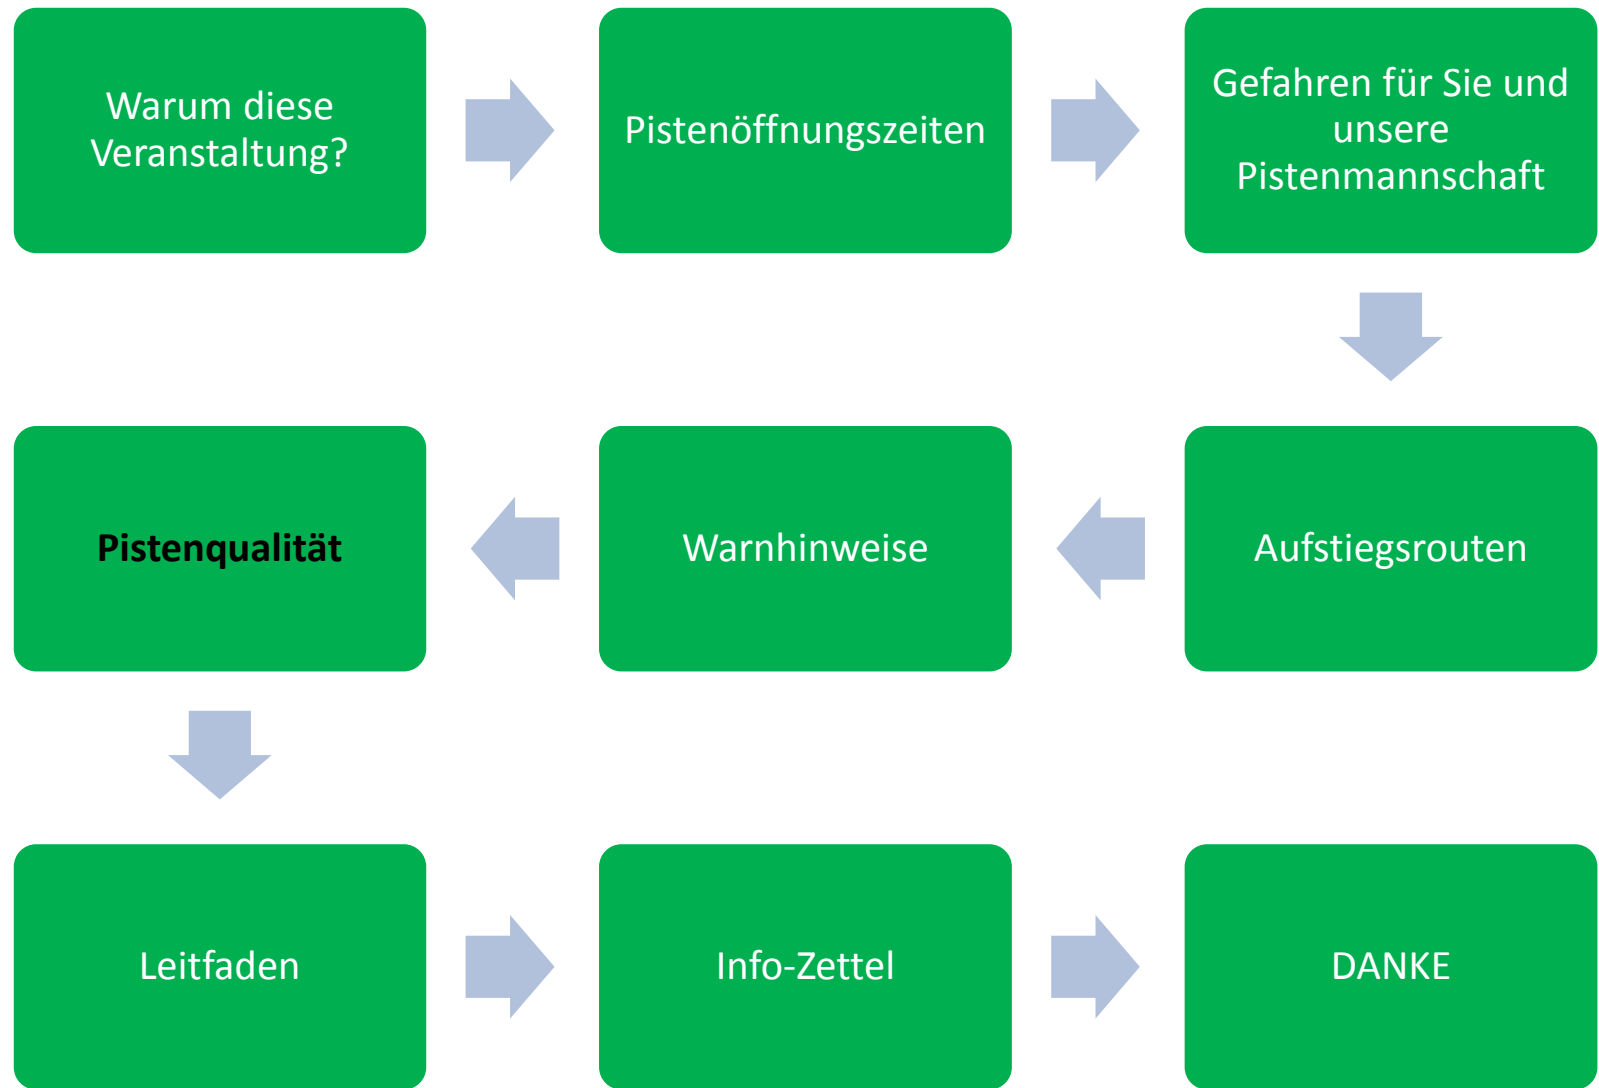 Warum diese
Veranstaltung?
Pistenöffnungszeiten
Gefahren für Sie und
unsere
Pistenmannschaft
Aufstiegsrouten
Warnhinweise
Pistenqualität
Leitfaden
Info-Zettel
DANKE